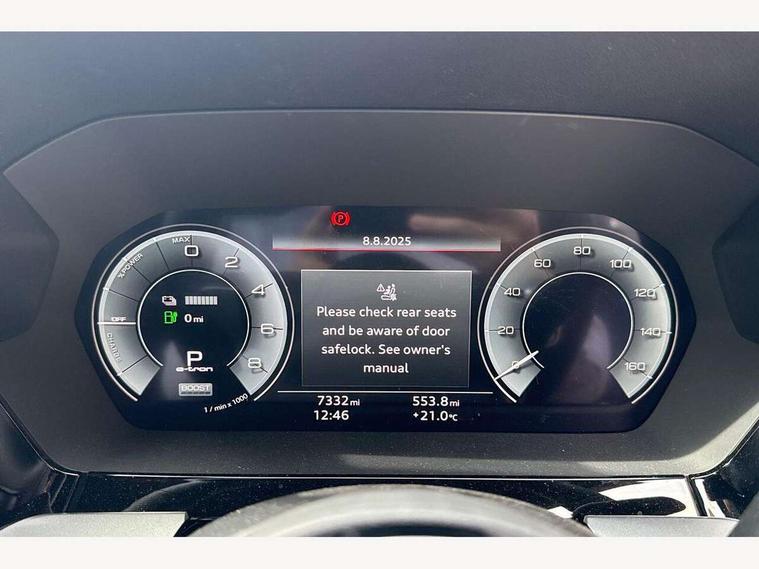 P
8.8.2025
MAX
%POWER
OFF
CHARGE
0 2 4 6 8
0 mi
P
e-tron
BOOST
1 / min x 1000
Please check rear seats
and be aware of door
safelock. See owner's
manual
7332 mi 553.8 mi
12:46 +21.0 °C
0 20 40 60 80 100 120 140 160